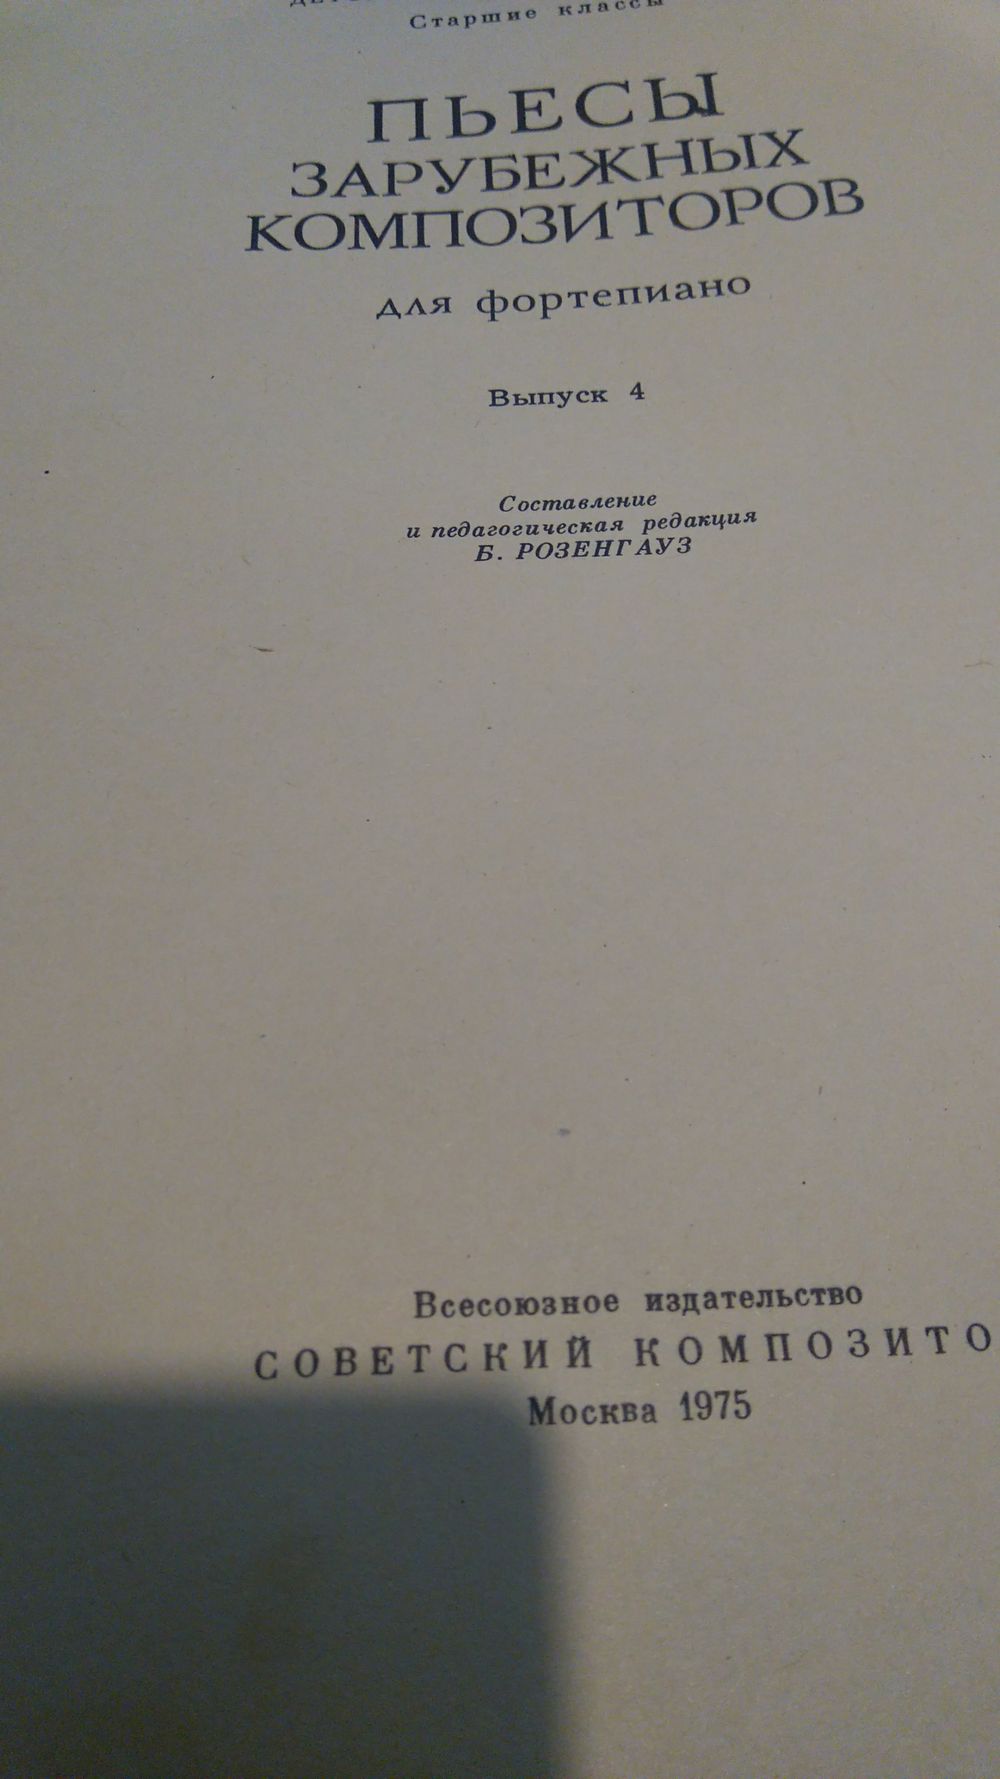 Старшие классы
ПЬЕСЫ
ЗАРУБЕЖНЫХ
КОМПОЗИТОРОВ
для фортепиано
Выпуск 4
Составление
и педагогическая редакция
Б. РОЗЕНГАУЗ
Всесоюзное издательство
СОВЕТСКИЙ КОМПОЗИТО
Москва 1975